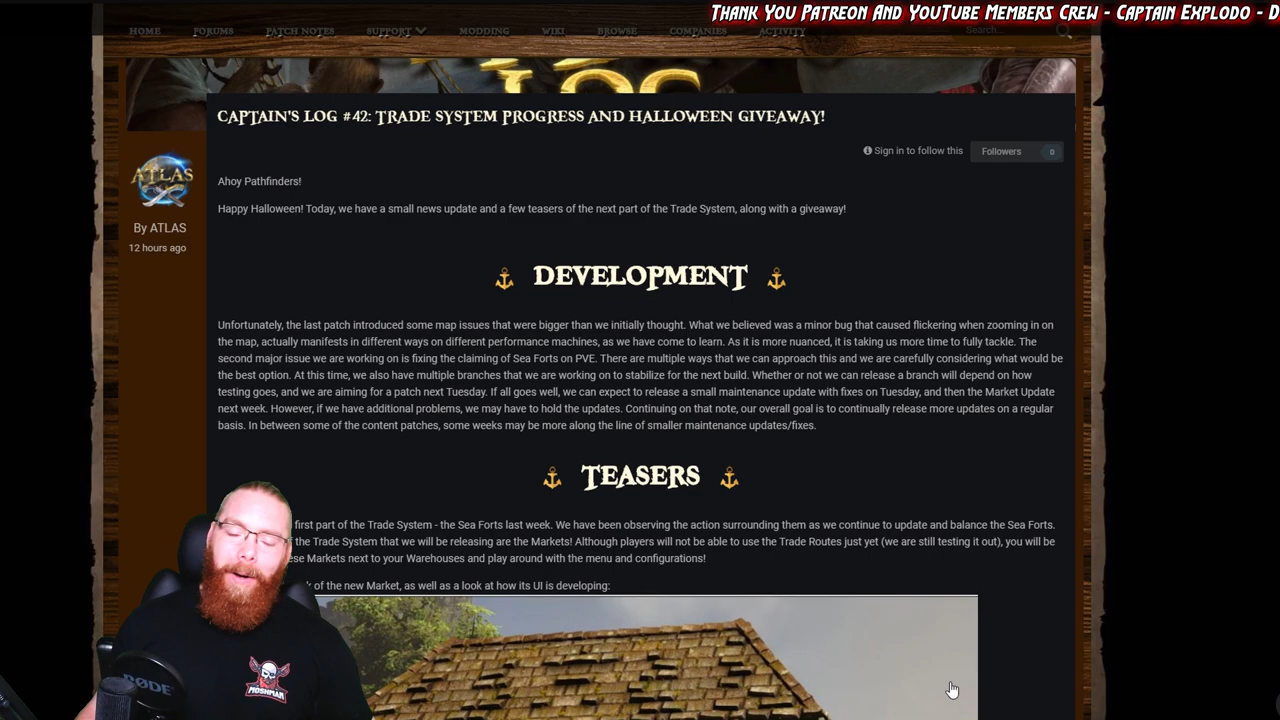 THANK YOU PATREON AND YOUTUBE MEMBERS CREW - CAPTAIN EXPLODO - D
HOME FORUMS PATCH NOTES SUPPORT MODDING WIKI BROWSE COMPANIES ACTIVITY Search...
LOG
CAPTAIN'S LOG #42: TRADE SYSTEM PROGRESS AND HALLOWEEN GIVEAWAY!
Sign in to follow this Followers 0
ATLAS
By ATLAS
12 hours ago
Ahoy Pathfinders!
Happy Halloween! Today, we have a small news update and a few teasers of the next part of the Trade System, along with a giveaway!
DEVELOPMENT
Unfortunately, the last patch introduced some map issues that were bigger than we initially thought. What we believed was a minor bug that caused flickering when zooming in on
the map, actually manifests in different ways on different performance machines, as we have come to learn. As it is more nuanced, it is taking us more time to fully tackle. The
second major issue we are working on is fixing the claiming of Sea Forts on PVE. There are multiple ways that we can approach this and we are carefully considering what would be
the best option. At this time, we also have multiple branches that we are working on to stabilize for the next build. Whether or not we can release a branch will depend on how
testing goes, and we are aiming for a patch next Tuesday. If all goes well, we can expect to release a small maintenance update with fixes on Tuesday, and then the Market Update
next week. However, if we have additional problems, we may have to hold the updates. Continuing on that note, our overall goal is to continually release more updates on a regular
basis. In between some of the content patches, some weeks may be more along the line of smaller maintenance updates/fixes.
TEASERS
first part of the Trade System - the Sea Forts last week. We have been observing the action surrounding them as we continue to update and balance the Sea Forts.
the Trade System that we will be releasing are the Markets! Although players will not be able to use the Trade Routes just yet (we are still testing it out), you will be
ese Markets next to your Warehouses and play around with the menu and configurations!
of the new Market, as well as a look at how its UI is developing:
MOSHMAN
RØDE